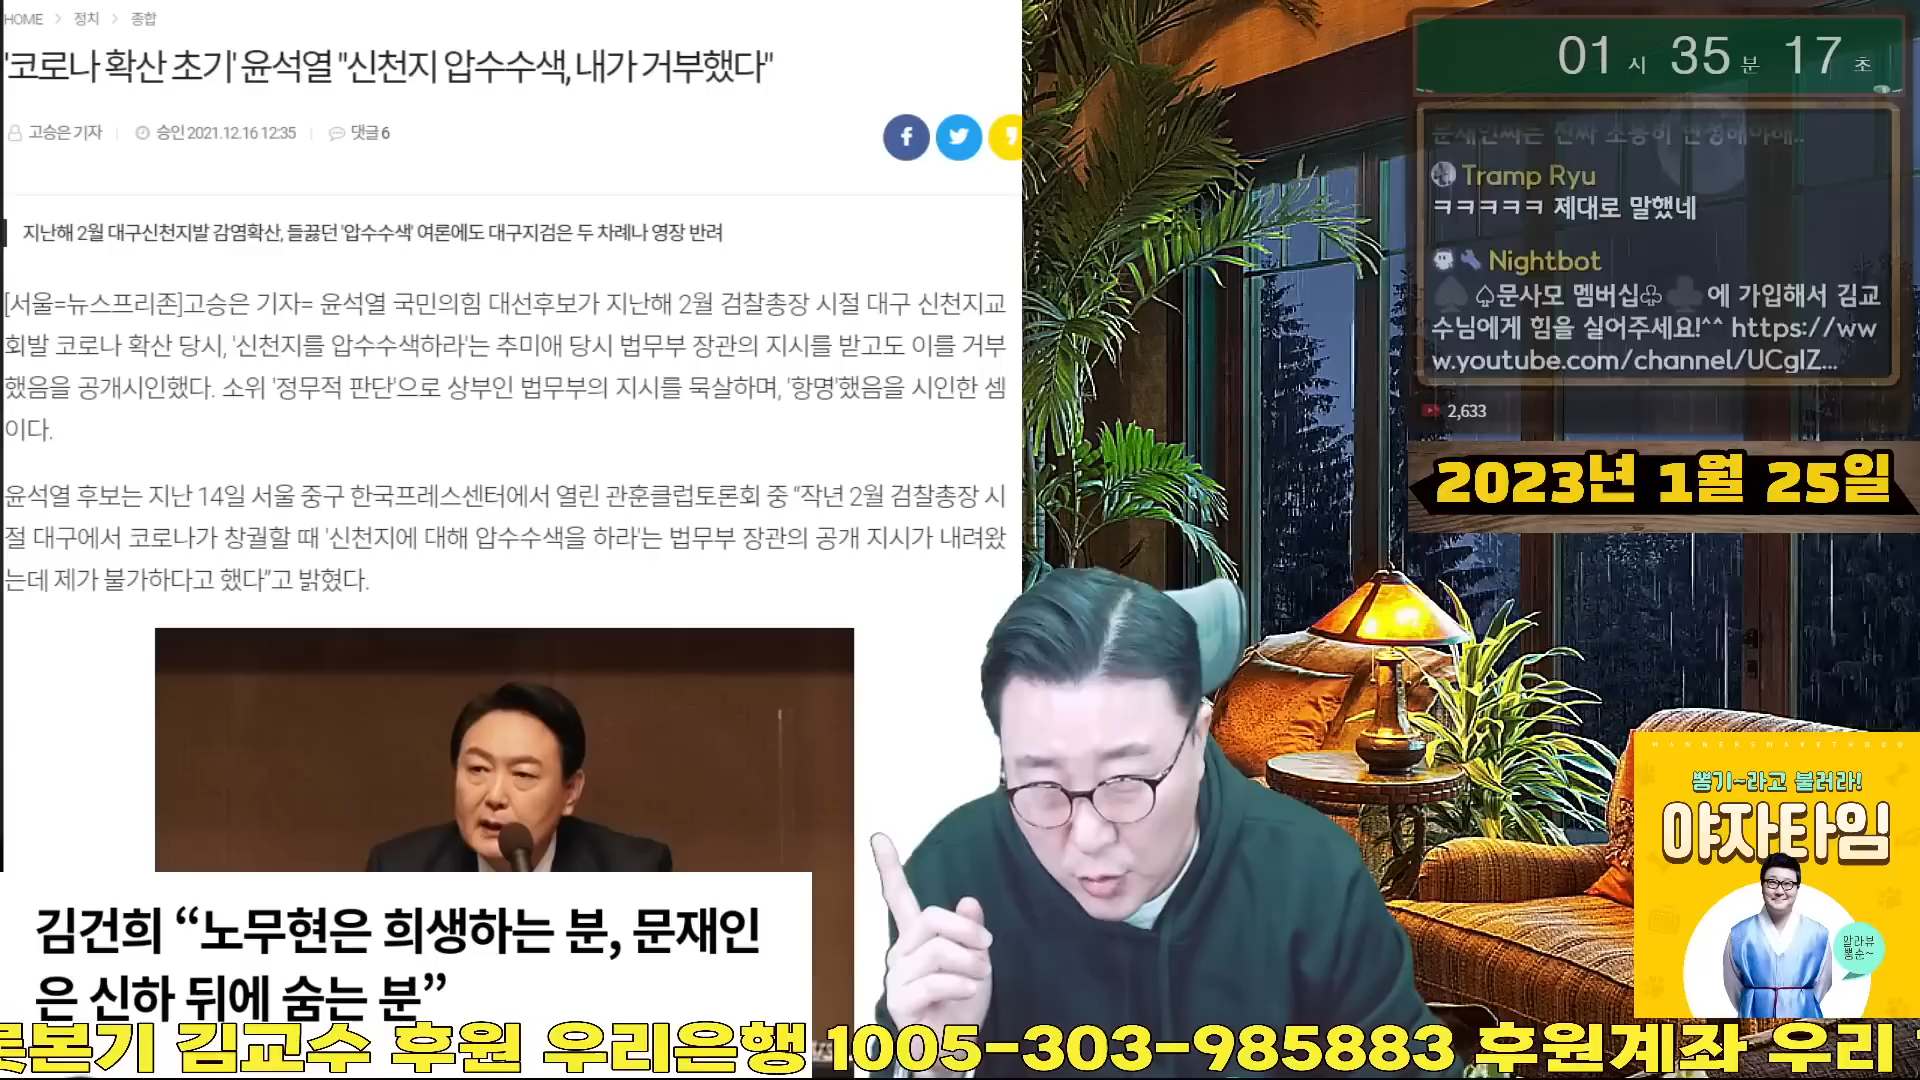 HOME > 정치 > 종합
'코로나 확산 초기' 윤석열 "신천지 압수수색, 내가 거부했다"
고승은 기자 | 승인 2021.12.16 12:35 | 댓글 6
지난해 2월 대구신천지발 감염확산, 들끓던 '압수수색' 여론에도 대구지검은 두 차례나 영장 반려
[서울=뉴스프리존]고승은 기자= 윤석열 국민의힘 대선후보가 지난해 2월 검찰총장 시절 대구 신천지교
회발 코로나 확산 당시, '신천지를 압수수색하라'는 추미애 당시 법무부 장관의 지시를 받고도 이를 거부
했음을 공개시인했다. 소위 '정무적 판단'으로 상부인 법무부의 지시를 묵살하며, '항명'했음을 시인한 셈
이다.
윤석열 후보는 지난 14일 서울 중구 한국프레스센터에서 열린 관훈클럽토론회 중 “작년 2월 검찰총장 시
절 대구에서 코로나가 창궐할 때 '신천지에 대해 압수수색을 하라'는 법무부 장관의 공개 지시가 내려왔
는데 제가 불가하다고 했다”고 밝혔다.
김건희 “노무현은 희생하는 분, 문재인
은 신하 뒤에 숨는 분”
01 시 35 분 17 초
Tramp Ryu
ㅋㅋㅋㅋㅋ 제대로 말했네
Nightbot
♤문사모 멤버십♧ 에 가입해서 김교
수님에게 힘을 실어주세요!^^ https://ww
w.youtube.com/channel/UCgIZ...
2,633
2023년 1월 25일
뽕기~라고 불러라!
야자타임
알라뷰
뽕순~
본기 김교수 후원 우리은행 1005-303-985883 후원계좌 우리